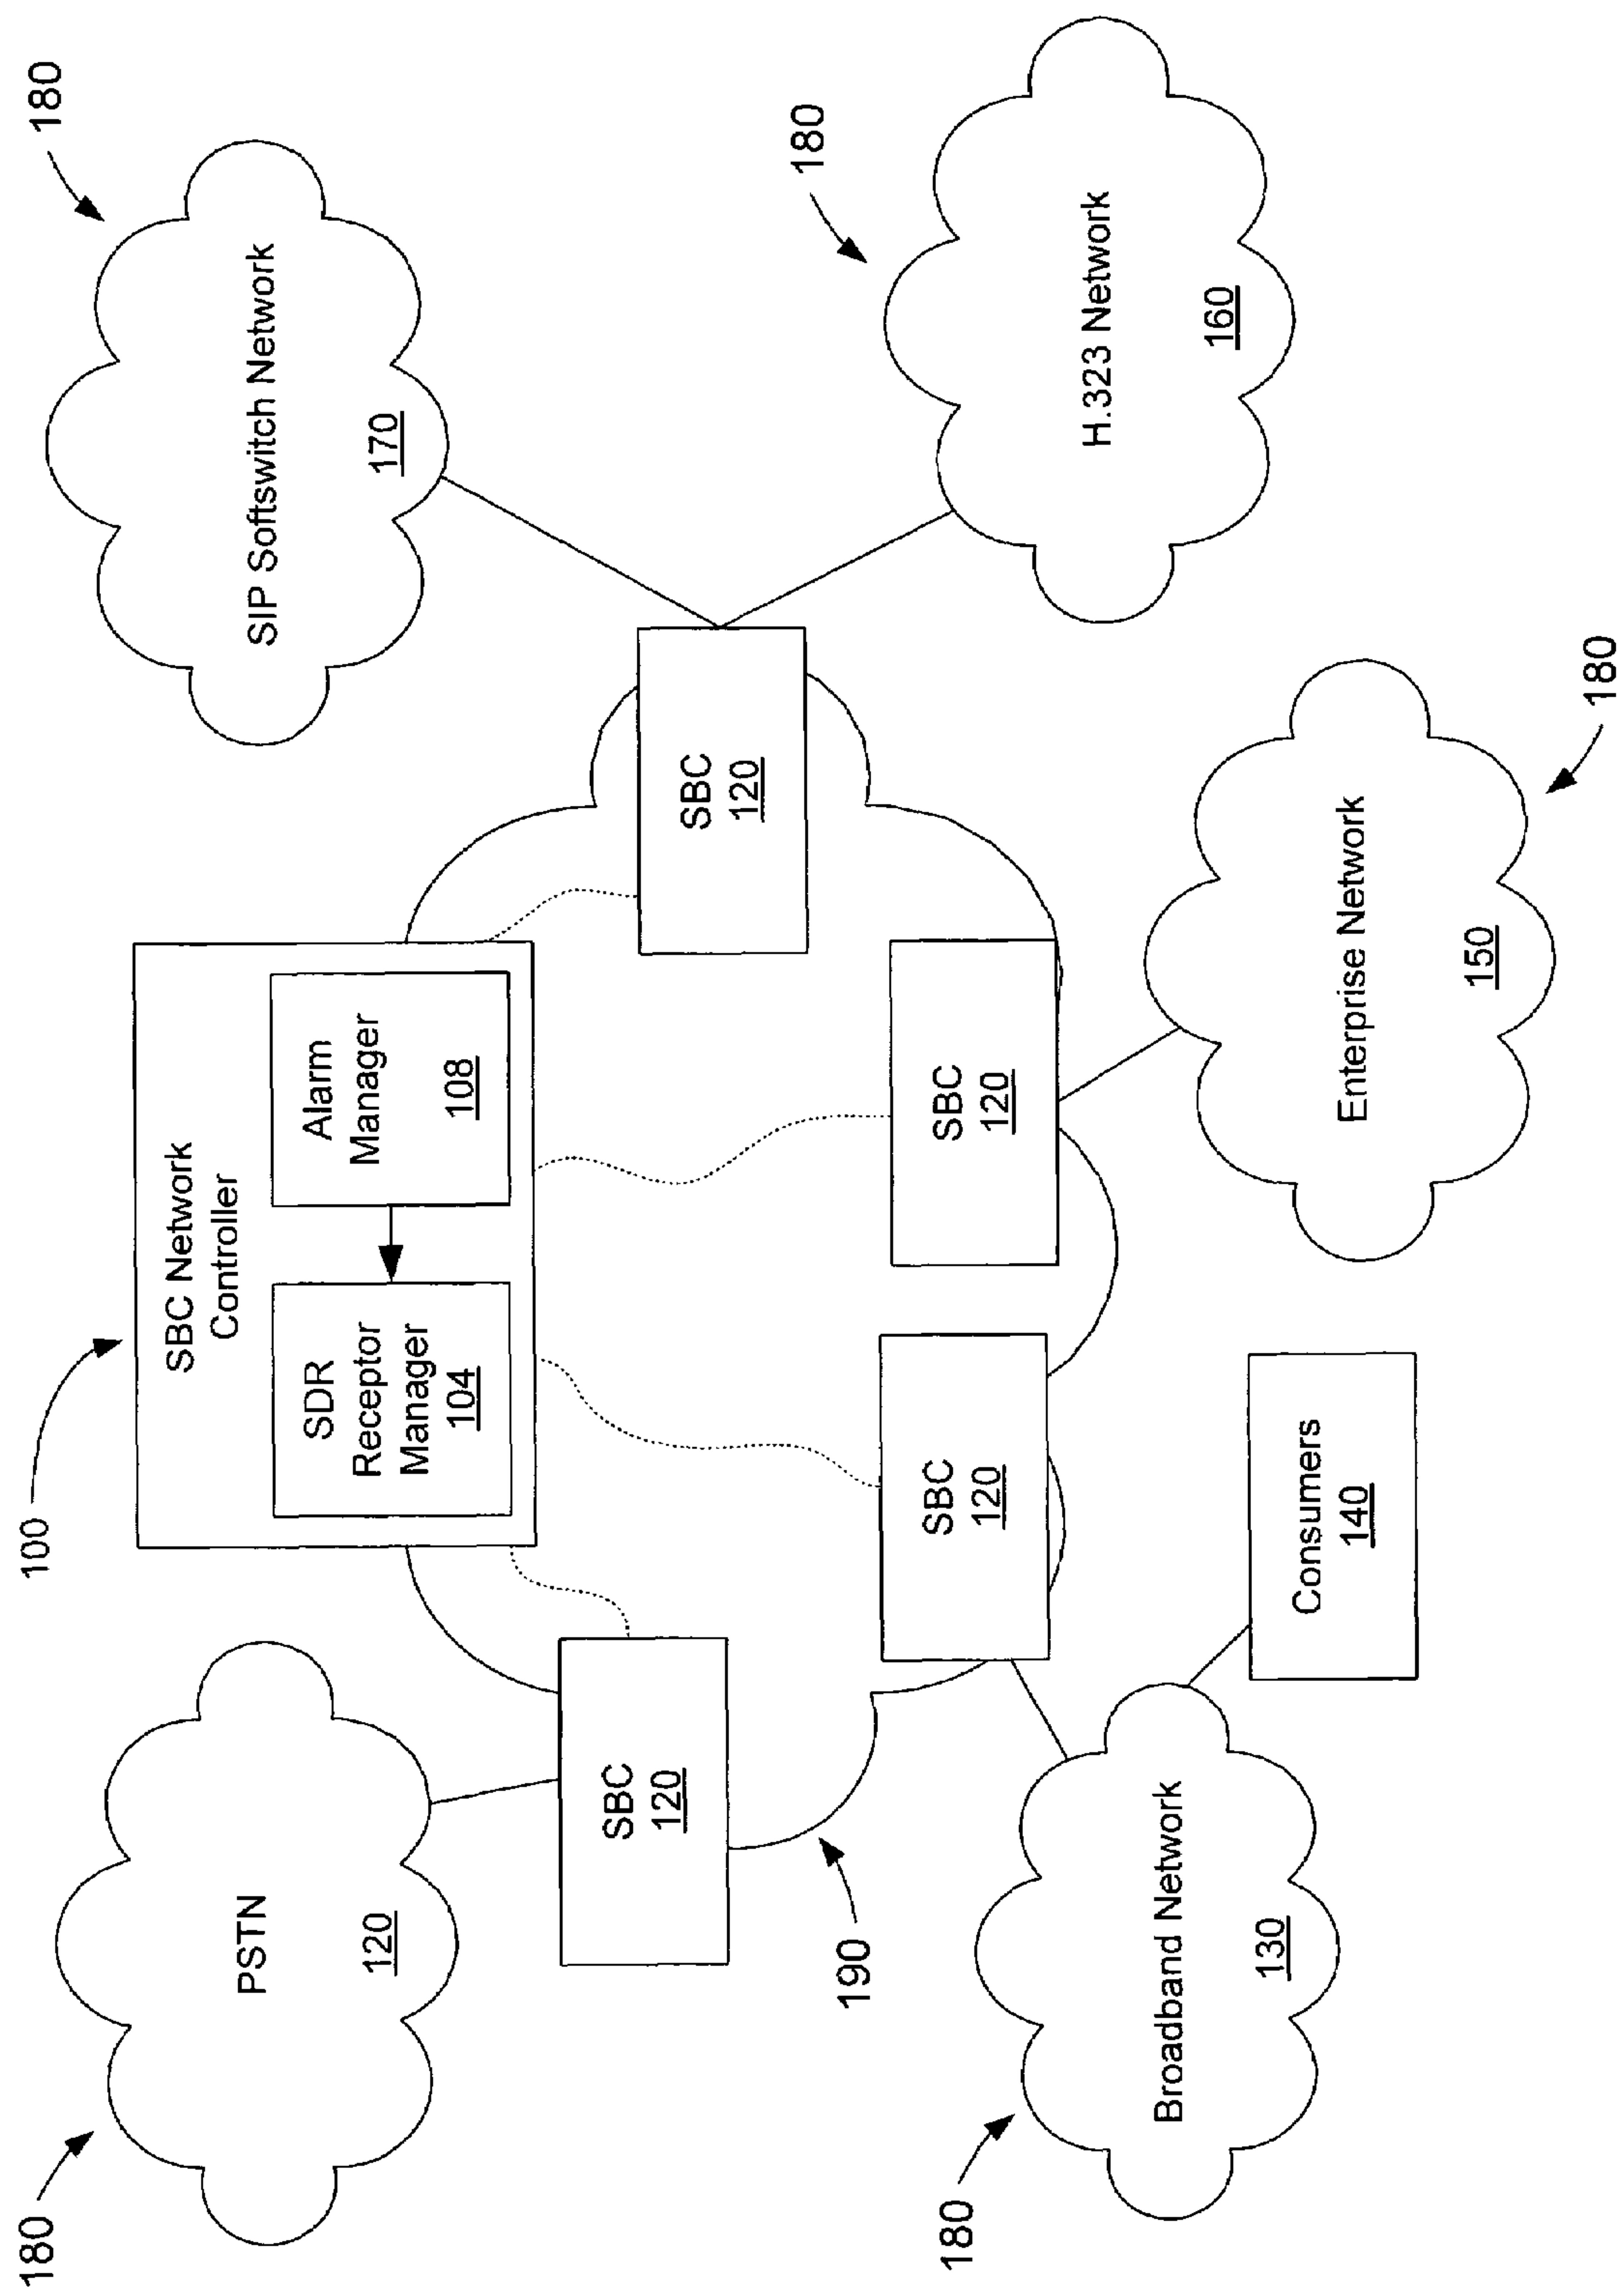 100
SBC Network
Controller
SDR
Receptor
Manager
104
Alarm
Manager
108
180
PSTN
120
SBC
120
190
SBC
120
SBC
120
SBC
120
180
SIP Softswitch Network
170
180
H.323 Network
160
Enterprise Network
150
180
Consumers
140
180
Broadband Network
130